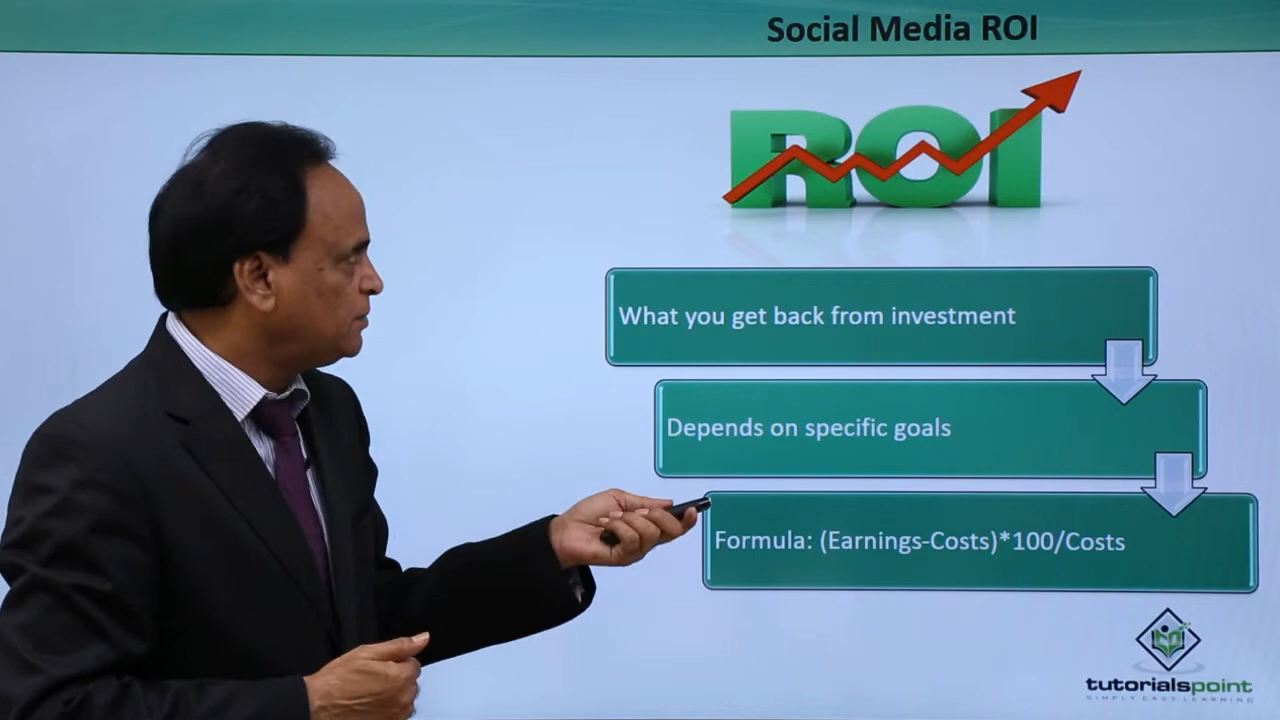 Social Media ROI
ROI
What you get back from investment
Depends on specific goals
Formula: (Earnings-Costs)*100/Costs
tutorialspoint
SIMPLY EASY LEARNING